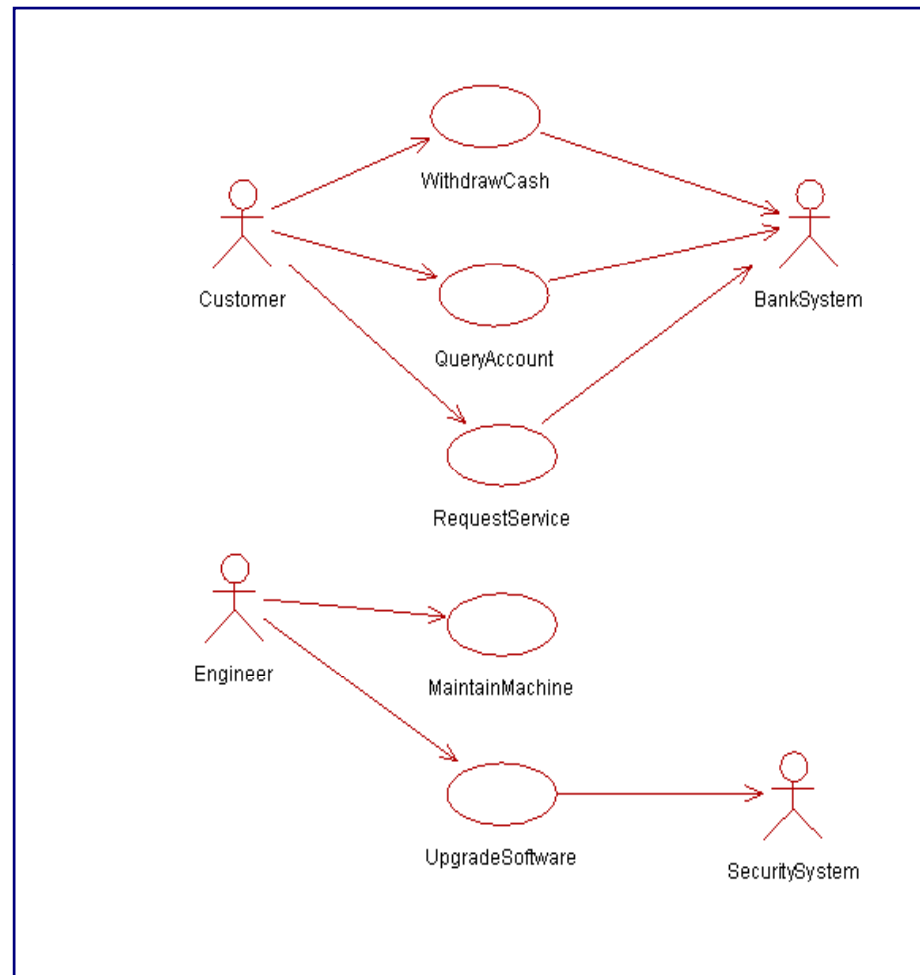 WithdrawCash
Customer
BankSystem
QueryAccount
RequestService
Engineer
MaintainMachine
UpgradeSoftware
SecuritySystem